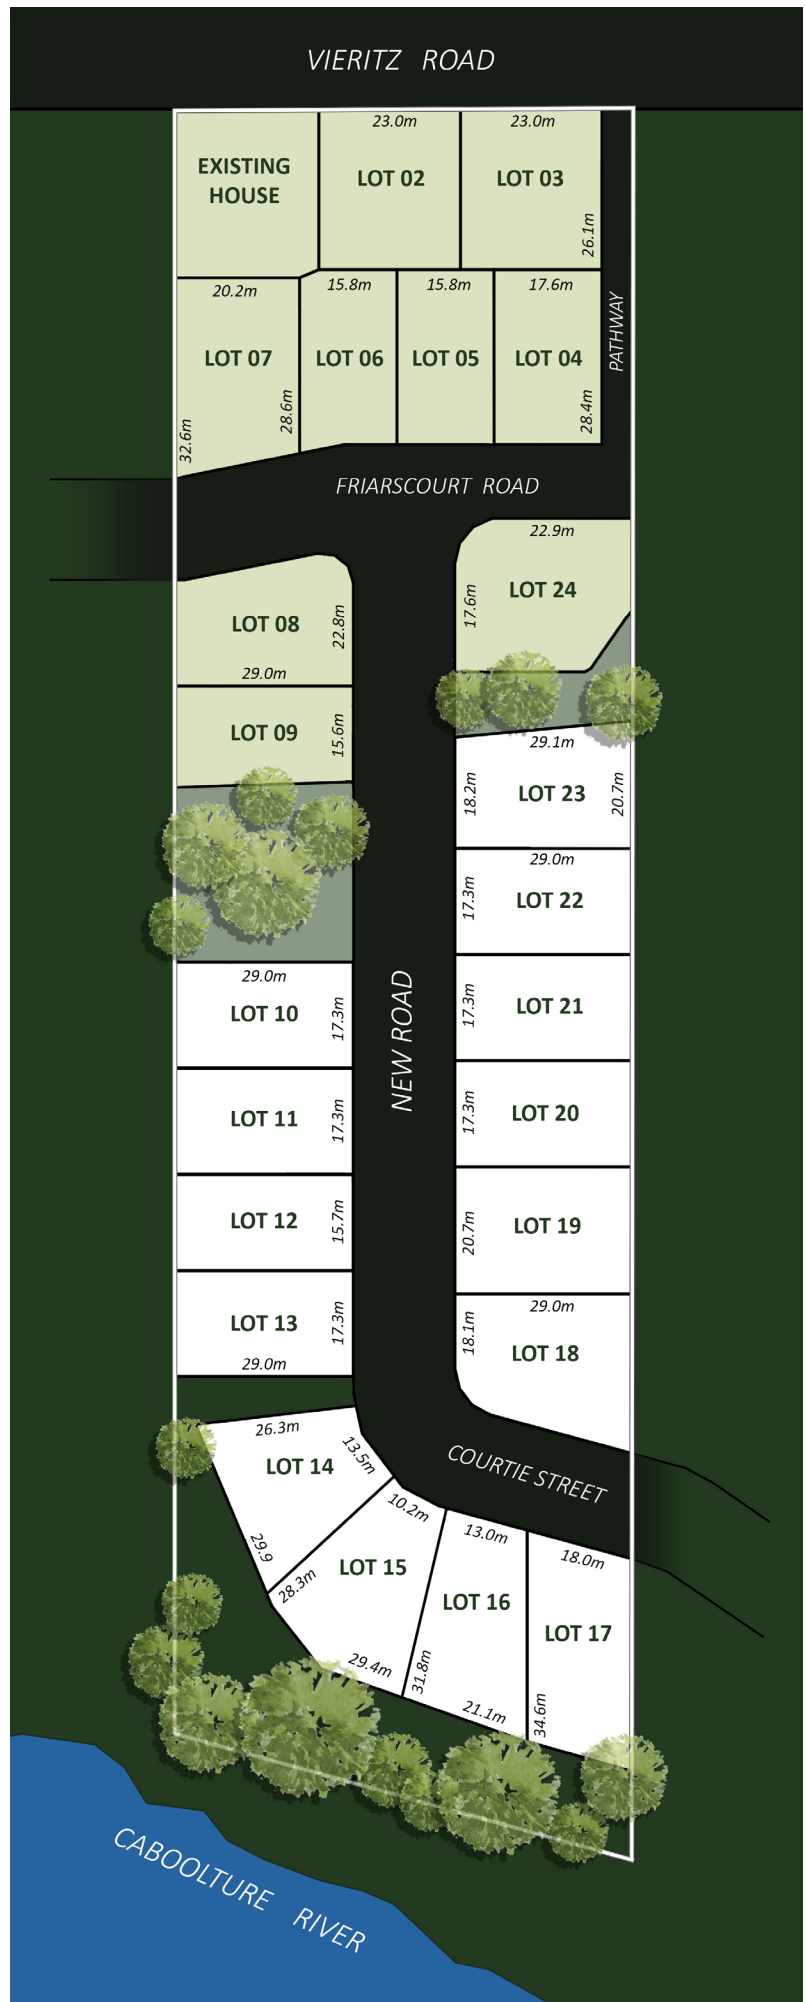 VIERITZ ROAD
23.0m
23.0m
EXISTING
HOUSE
LOT 02
LOT 03
26.1m
20.2m
15.8m
15.8m
17.6m
PATHWAY
LOT 07
LOT 06
LOT 05
LOT 04
32.6m
28.6m
28.4m
FRIARSCOURT ROAD
22.9m
LOT 24
17.6m
LOT 08
22.8m
29.0m
LOT 09
15.6m
29.1m
18.2m
LOT 23
20.7m
29.0m
17.3m
LOT 22
29.0m
LOT 10
17.3m
17.3m
LOT 21
NEW ROAD
LOT 11
17.3m
17.3m
LOT 20
LOT 12
15.7m
20.7m
LOT 19
LOT 13
17.3m
29.0m
29.0m
18.1m
LOT 18
26.3m
LOT 14
13.5m
29.9
COURTIE STREET
10.2m
LOT 15
28.3m
29.4m
13.0m
LOT 16
31.8m
21.1m
18.0m
LOT 17
34.6m
CABOOLTURE RIVER